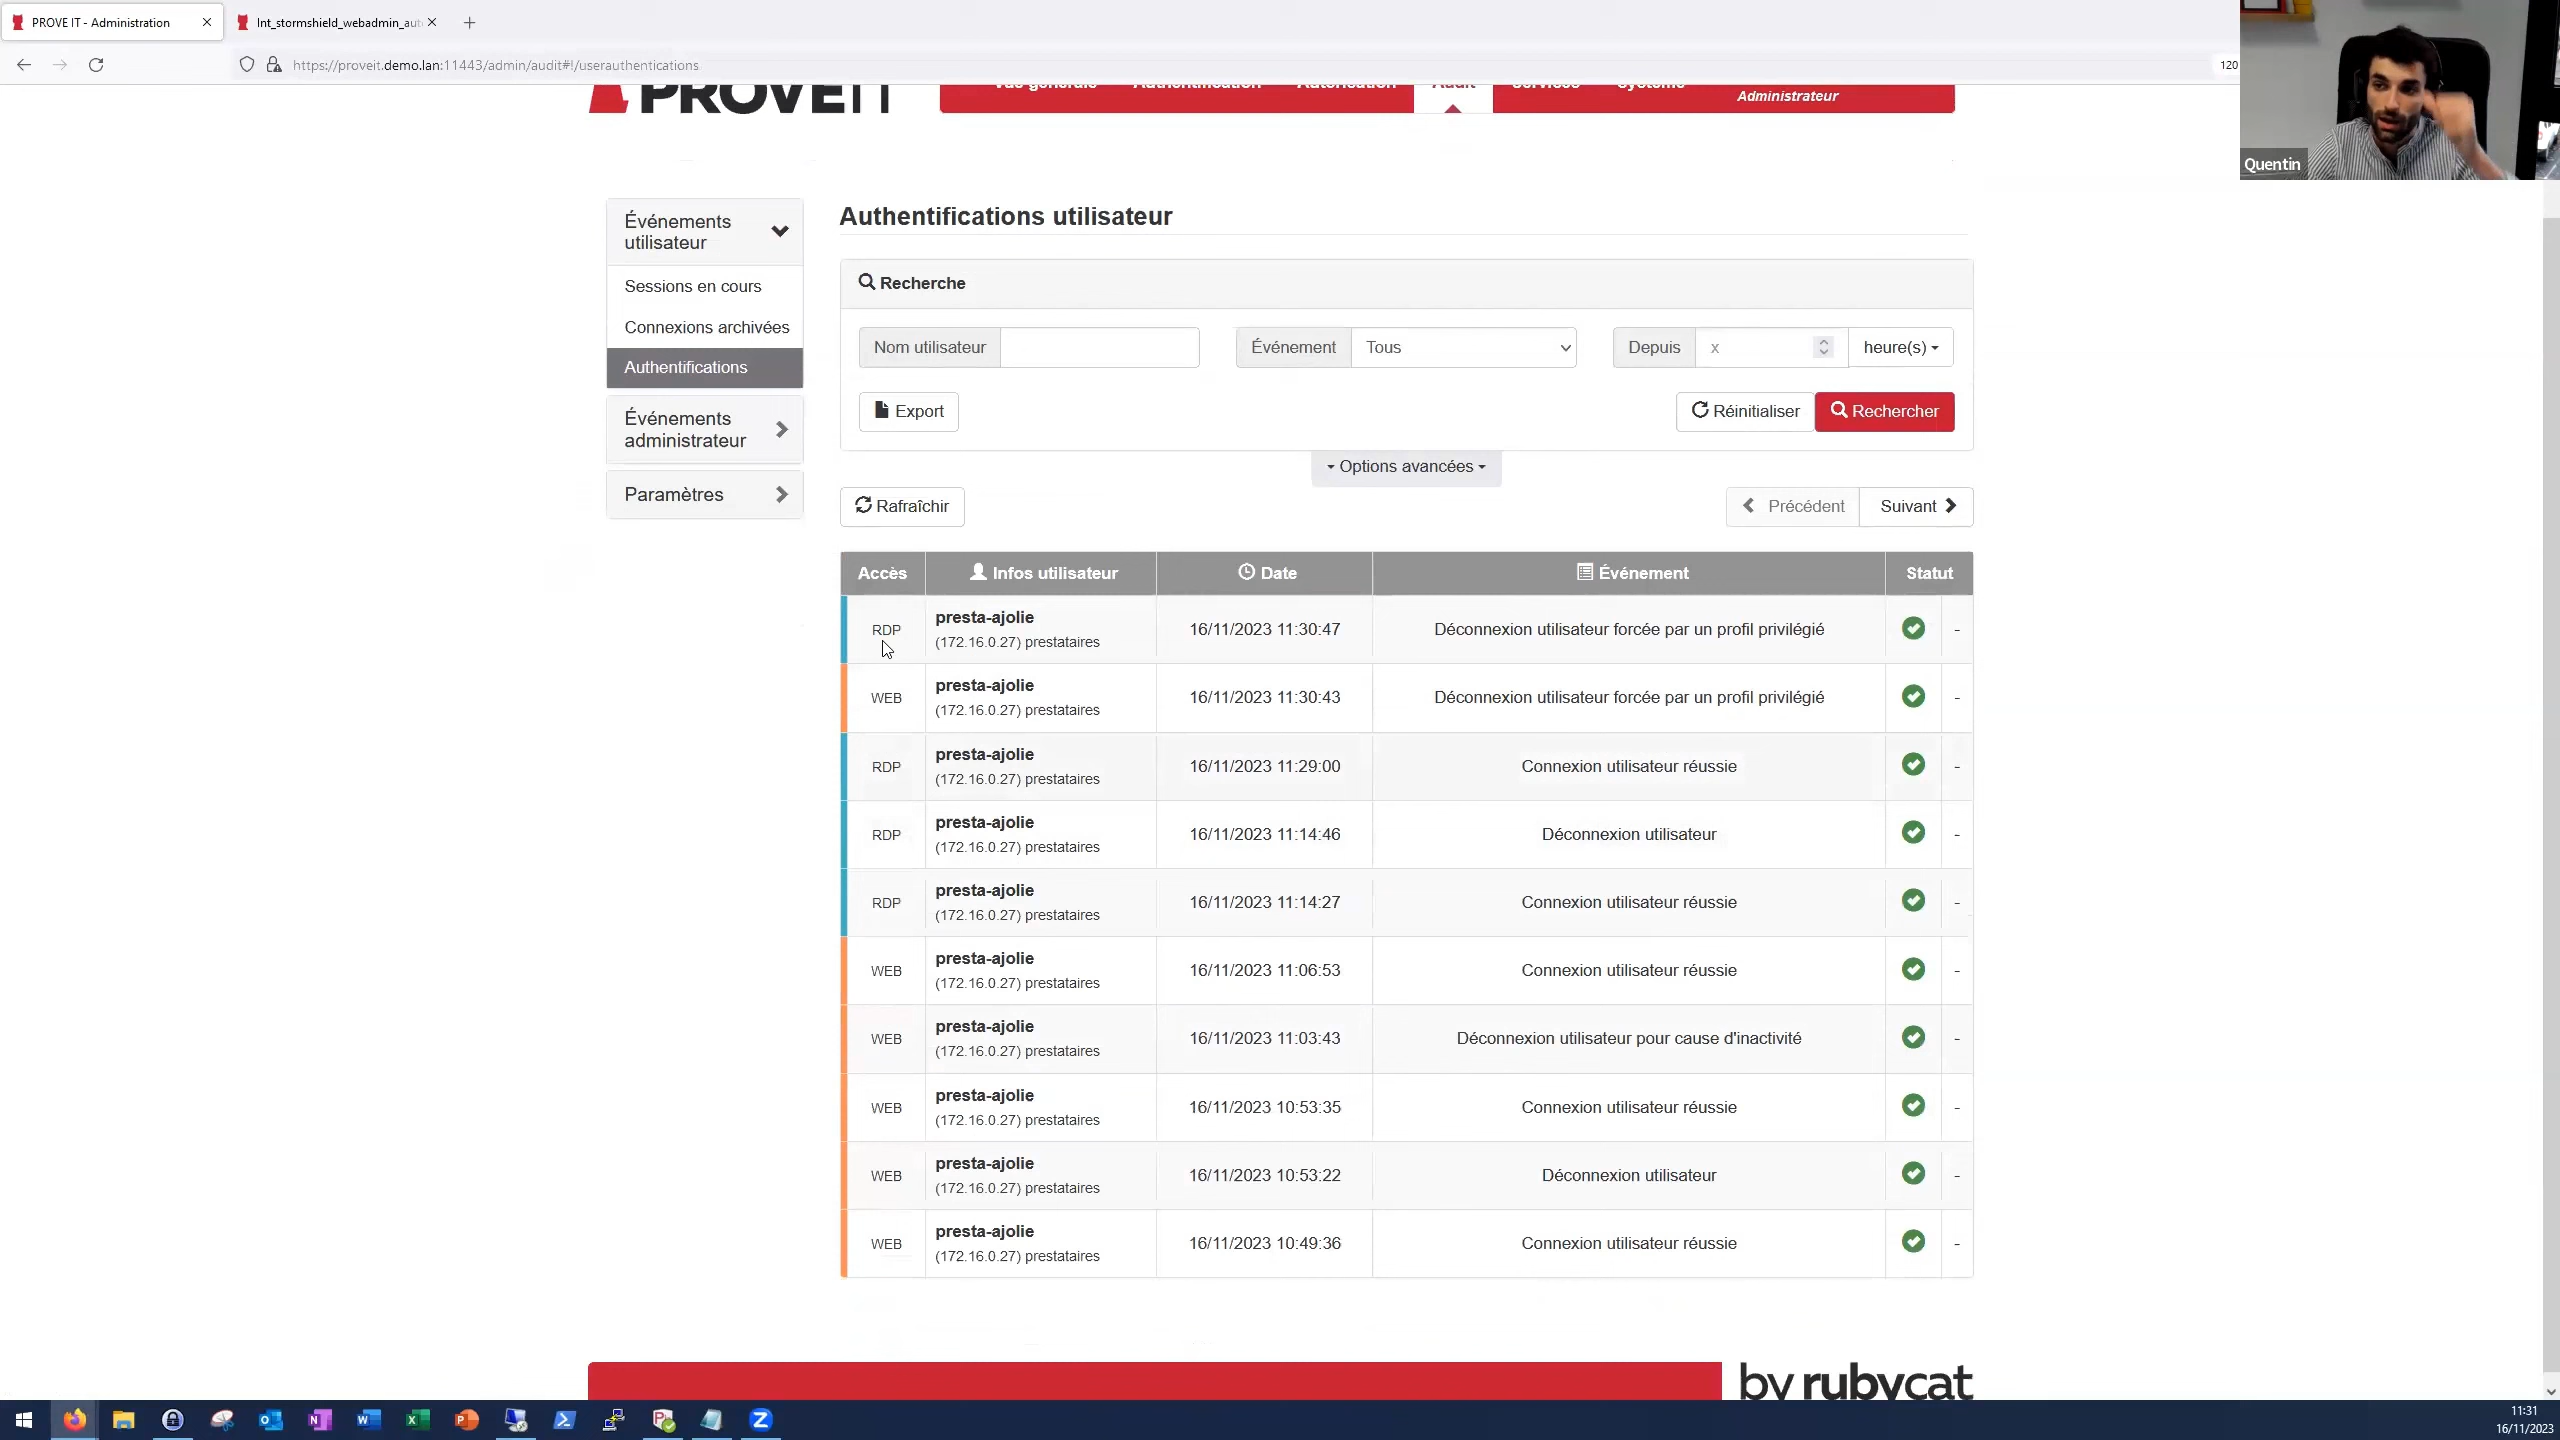 PROVE IT - Administration
Int_stormshield_webadmin_aut
https://proveit.demo.lan:11443/admin/audit#!/userauthentications
120
Quentin
PROVE IT
Vue générale
Authentification
Autorisation
Audit
Services
Système
Administrateur
Événements
utilisateur
Sessions en cours
Connexions archivées
Authentifications
Événements
administrateur
Paramètres
Authentifications utilisateur
Recherche
Nom utilisateur
Événement
Tous
Depuis
x
heure(s)
Export
Réinitialiser
Rechercher
Options avancées
Rafraîchir
Précédent
Suivant
Accès
Infos utilisateur
Date
Événement
Statut
RDP
presta-ajolie
(172.16.0.27) prestataires
16/11/2023 11:30:47
Déconnexion utilisateur forcée par un profil privilégié
-
WEB
presta-ajolie
(172.16.0.27) prestataires
16/11/2023 11:30:43
Déconnexion utilisateur forcée par un profil privilégié
-
RDP
presta-ajolie
(172.16.0.27) prestataires
16/11/2023 11:29:00
Connexion utilisateur réussie
-
RDP
presta-ajolie
(172.16.0.27) prestataires
16/11/2023 11:14:46
Déconnexion utilisateur
-
RDP
presta-ajolie
(172.16.0.27) prestataires
16/11/2023 11:14:27
Connexion utilisateur réussie
-
WEB
presta-ajolie
(172.16.0.27) prestataires
16/11/2023 11:06:53
Connexion utilisateur réussie
-
WEB
presta-ajolie
(172.16.0.27) prestataires
16/11/2023 11:03:43
Déconnexion utilisateur pour cause d'inactivité
-
WEB
presta-ajolie
(172.16.0.27) prestataires
16/11/2023 10:53:35
Connexion utilisateur réussie
-
WEB
presta-ajolie
(172.16.0.27) prestataires
16/11/2023 10:53:22
Déconnexion utilisateur
-
WEB
presta-ajolie
(172.16.0.27) prestataires
16/11/2023 10:49:36
Connexion utilisateur réussie
-
by rubycat
11:31
16/11/2023